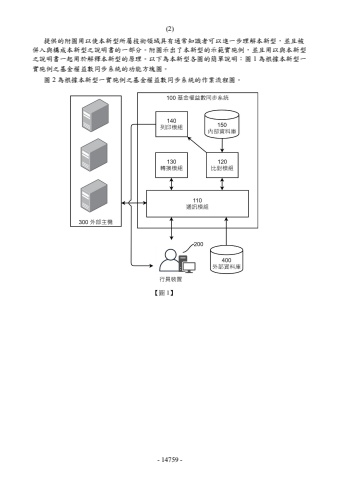 (2)
提供的附圖用以使本新型所屬技術領域具有通常知識者可以進一步理解本新型，並且被
併入與構成本新型之說明書的一部分。附圖示出了本新型的示範實施例，並且用以與本新型
之說明書一起用於解釋本新型的原理。以下為本新型各圖的簡單說明：圖 1 為根據本新型一
實施例之基金權益數同步系統的功能方塊圖。
圖 2 為根據本新型一實施例之基金權益數同步系統的作業流程圖。
100 基金權益數同步系統
140
列印模組
150
內部資料庫
130
轉換模組
120
比對模組
110
通訊模組
300 外部主機
200
行員裝置
400
外部資料庫
【圖 1】
- 14759 -